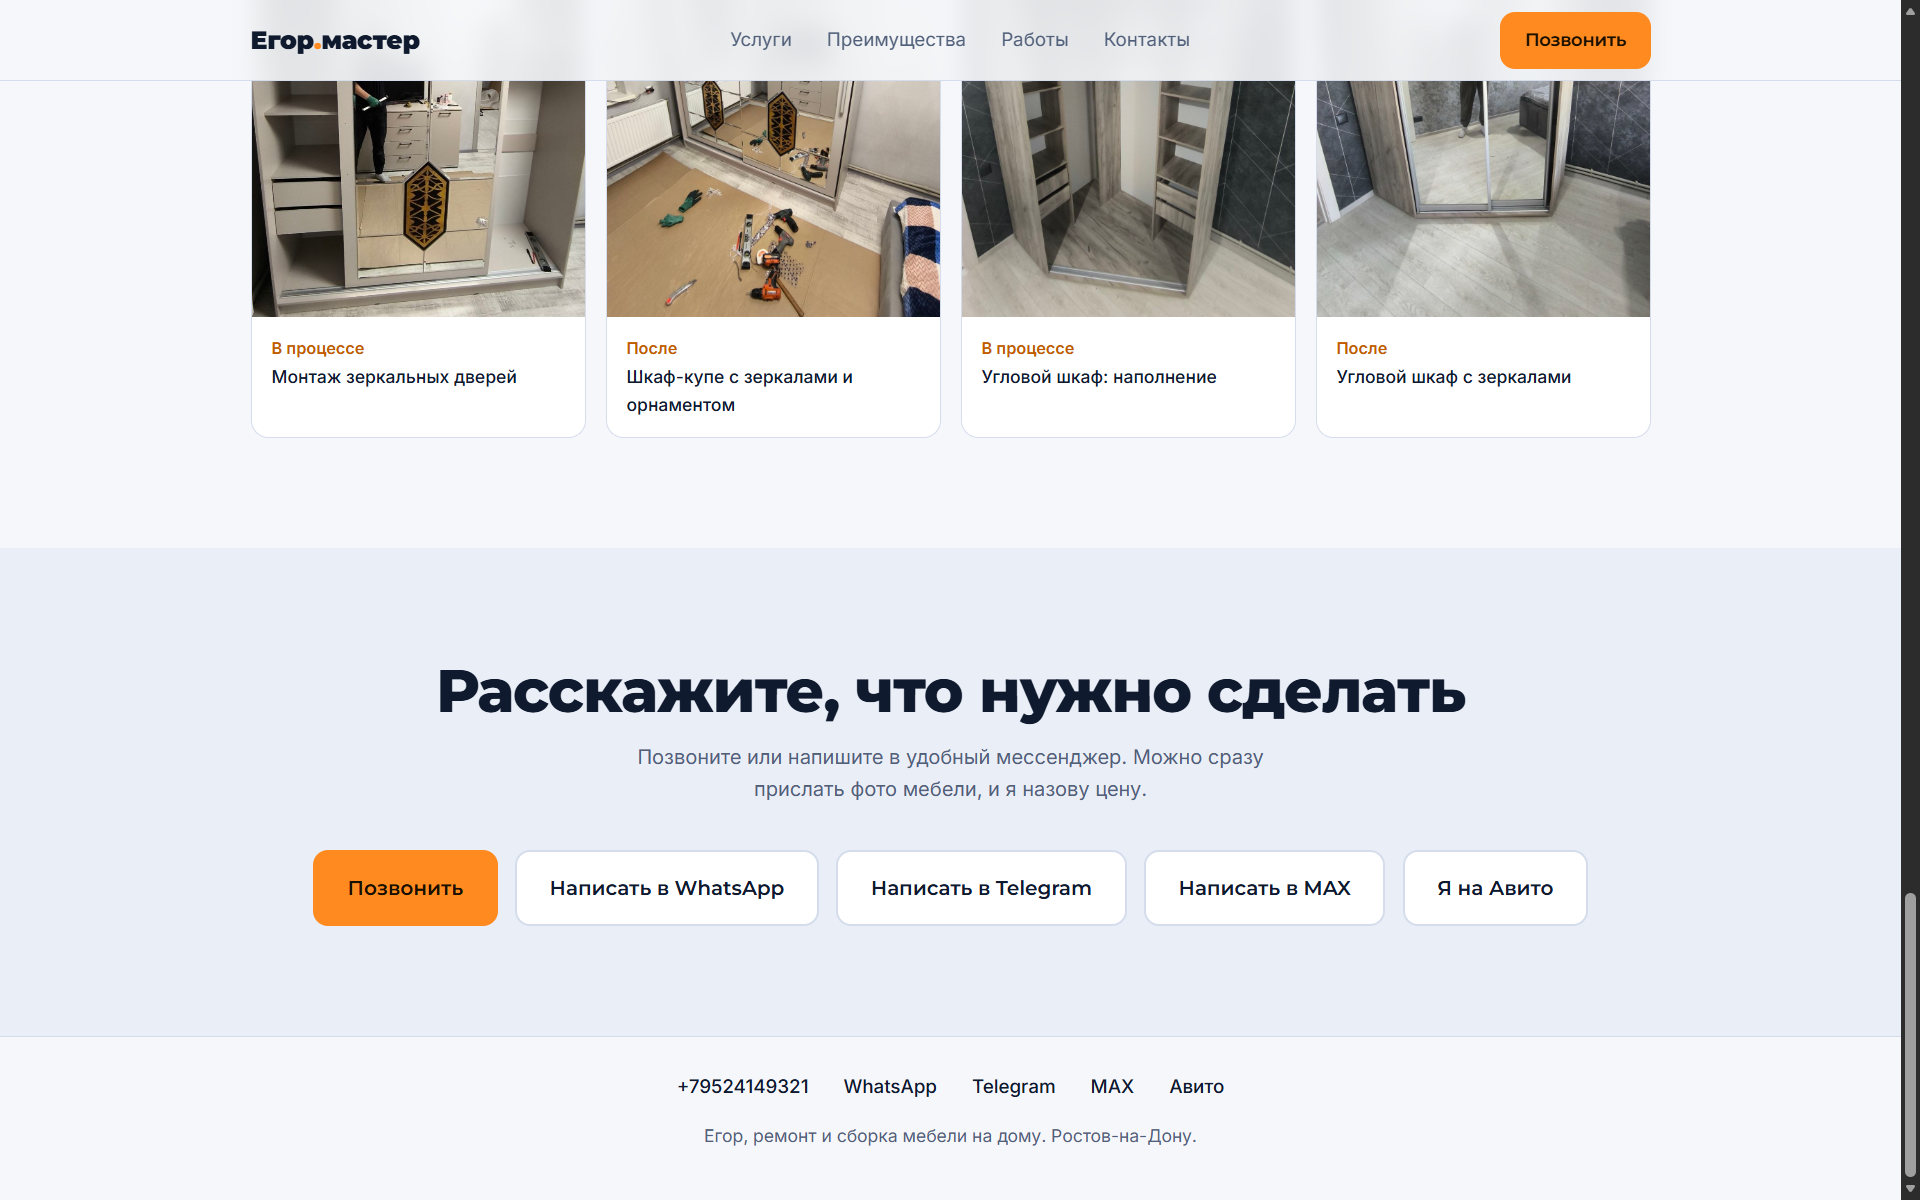 Егор.мастер
Услуги
Преимущества
Работы
Контакты
Позвонить
В процессе
Монтаж зеркальных дверей
После
Шкаф-купе с зеркалами и
орнаментом
В процессе
Угловой шкаф: наполнение
После
Угловой шкаф с зеркалами
Расскажите, что нужно сделать
Позвоните или напишите в удобный мессенджер. Можно сразу
прислать фото мебели, и я назову цену.
Позвонить
Написать в WhatsApp
Написать в Telegram
Написать в MAX
Я на Авито
+79524149321
WhatsApp
Telegram
MAX
Авито
Егор, ремонт и сборка мебели на дому. Ростов-на-Дону.